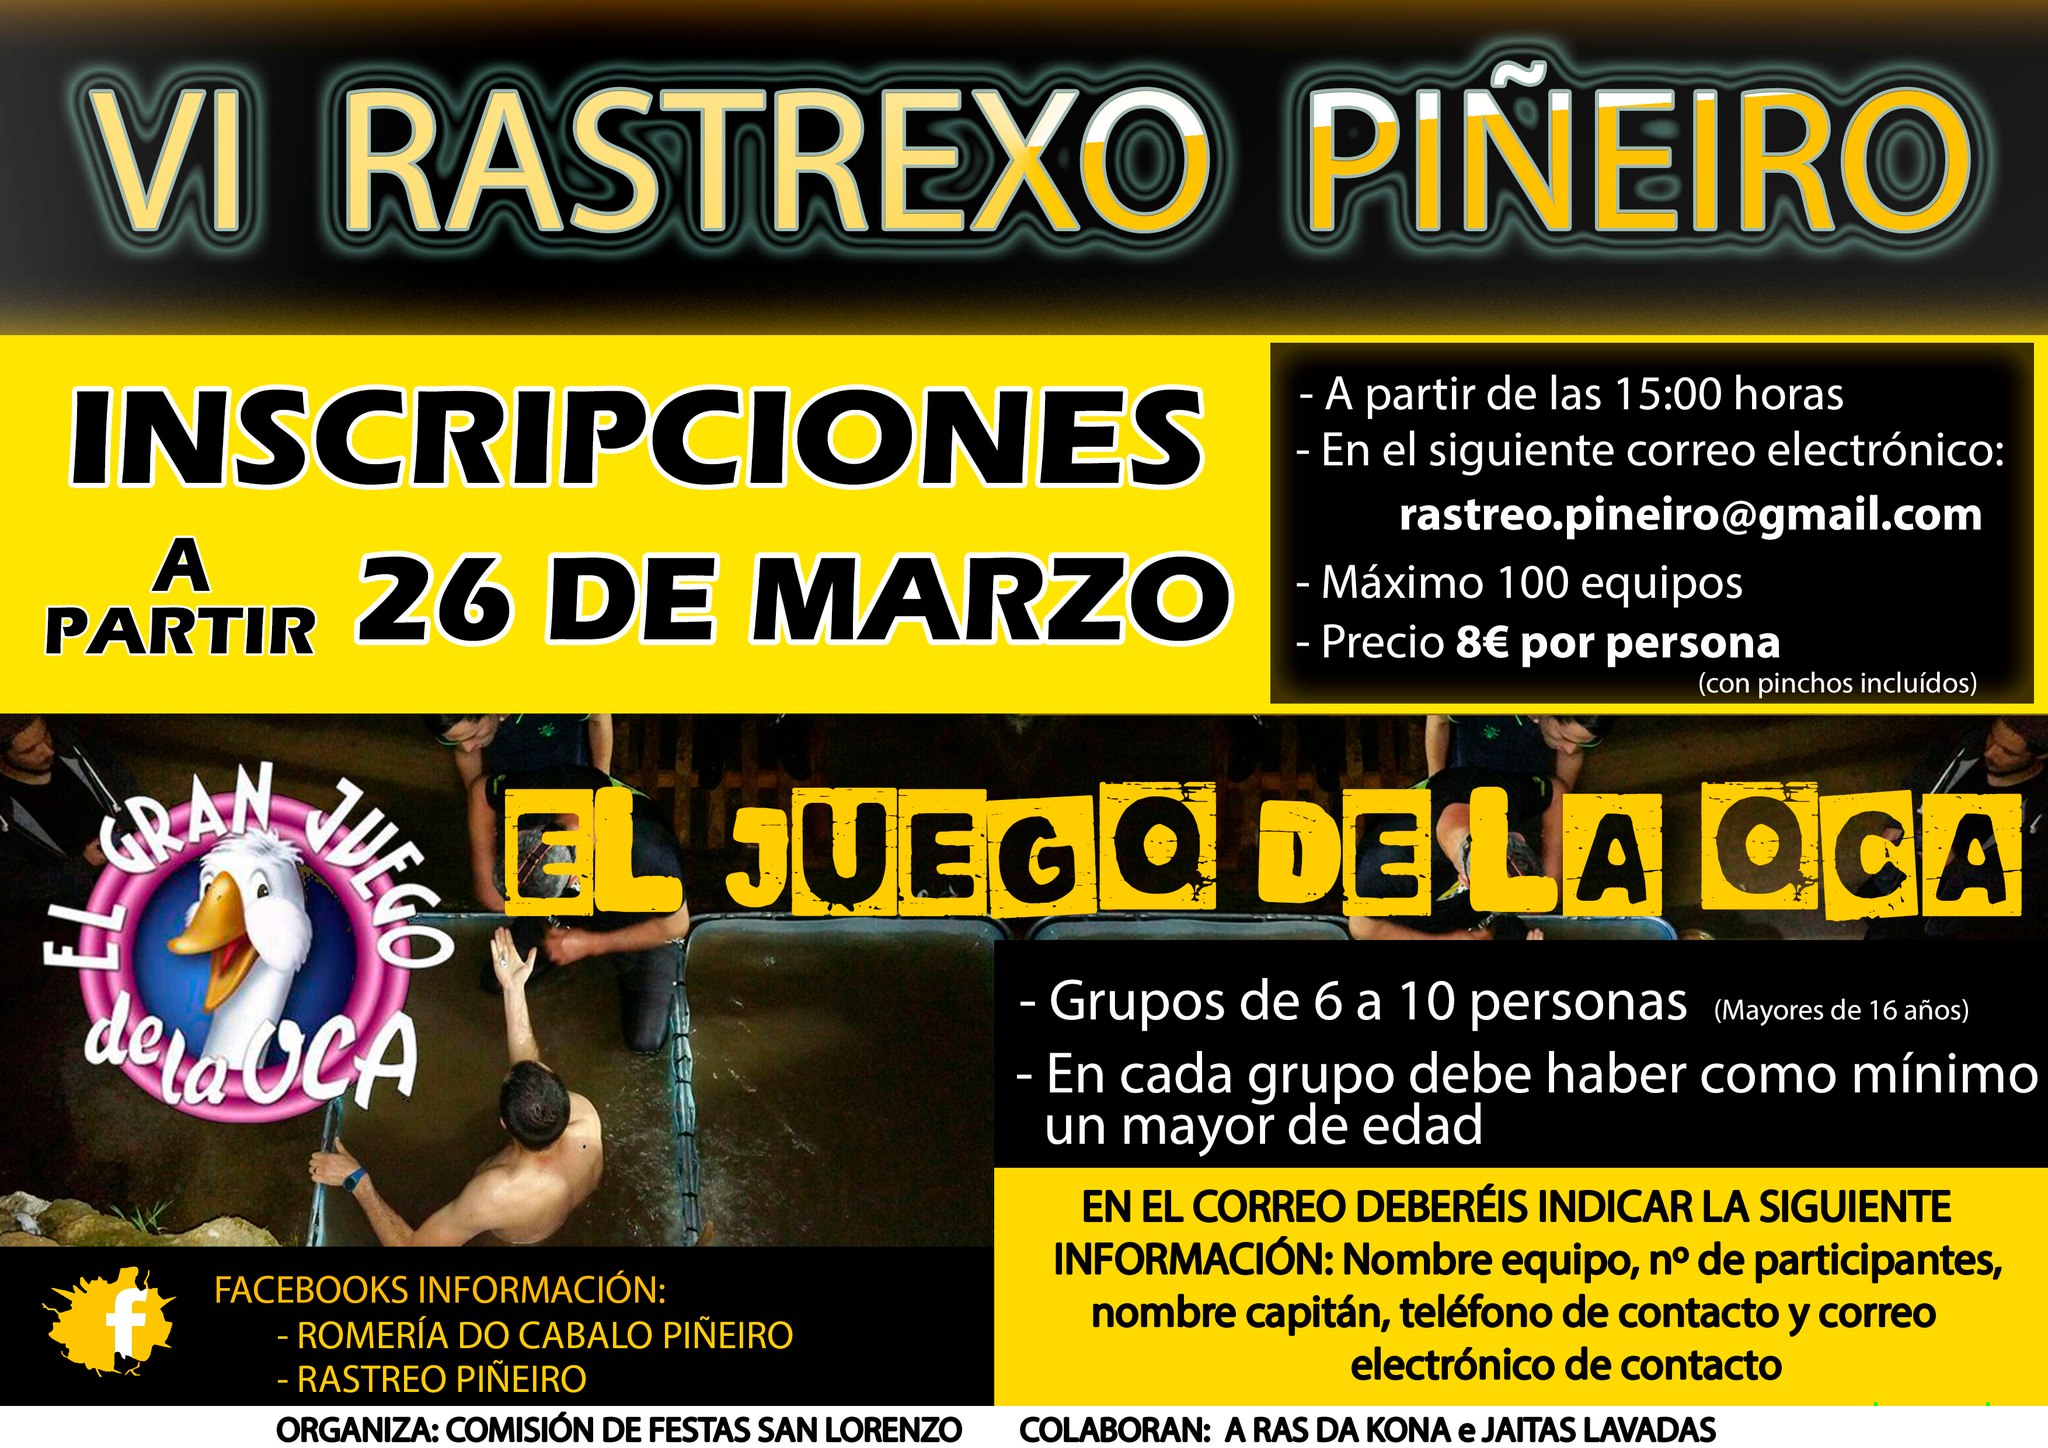 VI RASTREXO PIÑEIRO
INSCRIPCIONES
A
PARTIR
26 DE MARZO
- A partir de las 15:00 horas
- En el siguiente correo electrónico:
rastreo.pineiro@gmail.com
- Máximo 100 equipos
- Precio 8€ por persona
(con pinchos incluídos)
EL GRAN JUEGO
de la OCA
EL JUEGO DE LA OCA
- Grupos de 6 a 10 personas (Mayores de 16 años)
- En cada grupo debe haber como mínimo
un mayor de edad
EN EL CORREO DEBERÉIS INDICAR LA SIGUIENTE
INFORMACIÓN: Nombre equipo, nº de participantes,
nombre capitán, teléfono de contacto y correo
electrónico de contacto
f
FACEBOOKS INFORMACIÓN:
- ROMERÍA DO CABALO PIÑEIRO
- RASTREO PIÑEIRO
ORGANIZA: COMISIÓN DE FESTAS SAN LORENZO COLABORAN: A RAS DA KONA e JAITAS LAVADAS